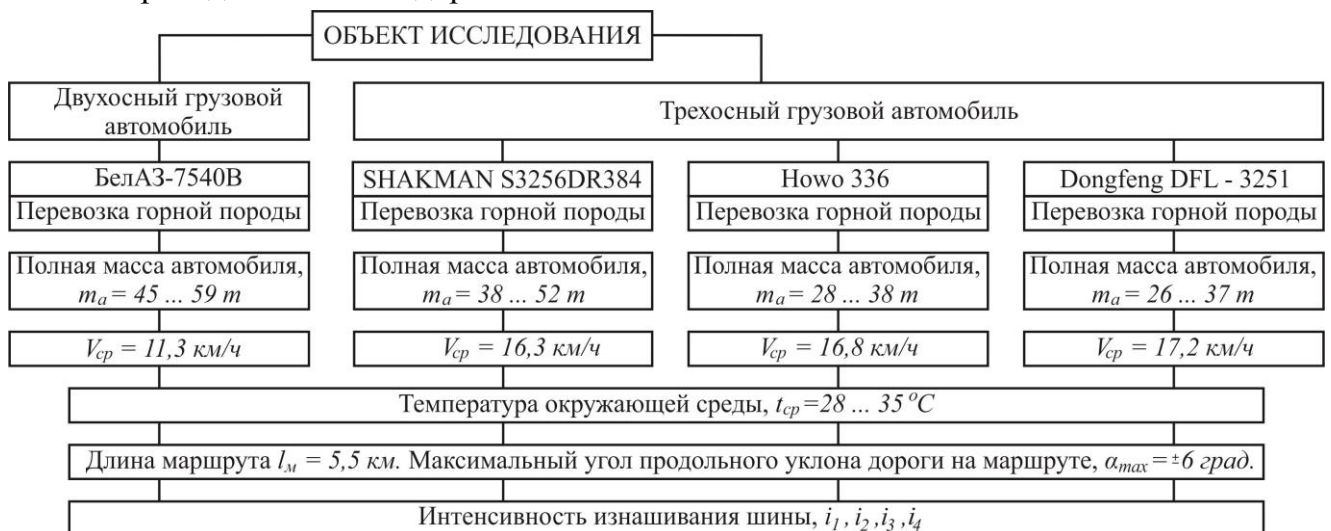 ОБЪЕКТ ИССЛЕДОВАНИЯ
Двухосный грузовой
автомобиль
Трехосный грузовой автомобиль
БелАЗ-7540В
Перевозка горной породы
SHAKMAN S3256DR384
Перевозка горной породы
Howo 336
Перевозка горной породы
Dongfeng DFL - 3251
Перевозка горной породы
Полная масса автомобиля,
mₐ = 45 ... 59 т
Полная масса автомобиля,
mₐ = 38 ... 52 т
Полная масса автомобиля,
mₐ = 28 ... 38 т
Полная масса автомобиля,
mₐ = 26 ... 37 т
Vср = 11,3 км/ч
Vср = 16,3 км/ч
Vср = 16,8 км/ч
Vср = 17,2 км/ч
Температура окружающей среды, tср =28 ... 35 °С
Длина маршрута lм = 5,5 км. Максимальный угол продольного уклона дороги на маршруте, αmax = ±6 град.
Интенсивность изнашивания шины, i₁ , i₂ , i₃ , i₄